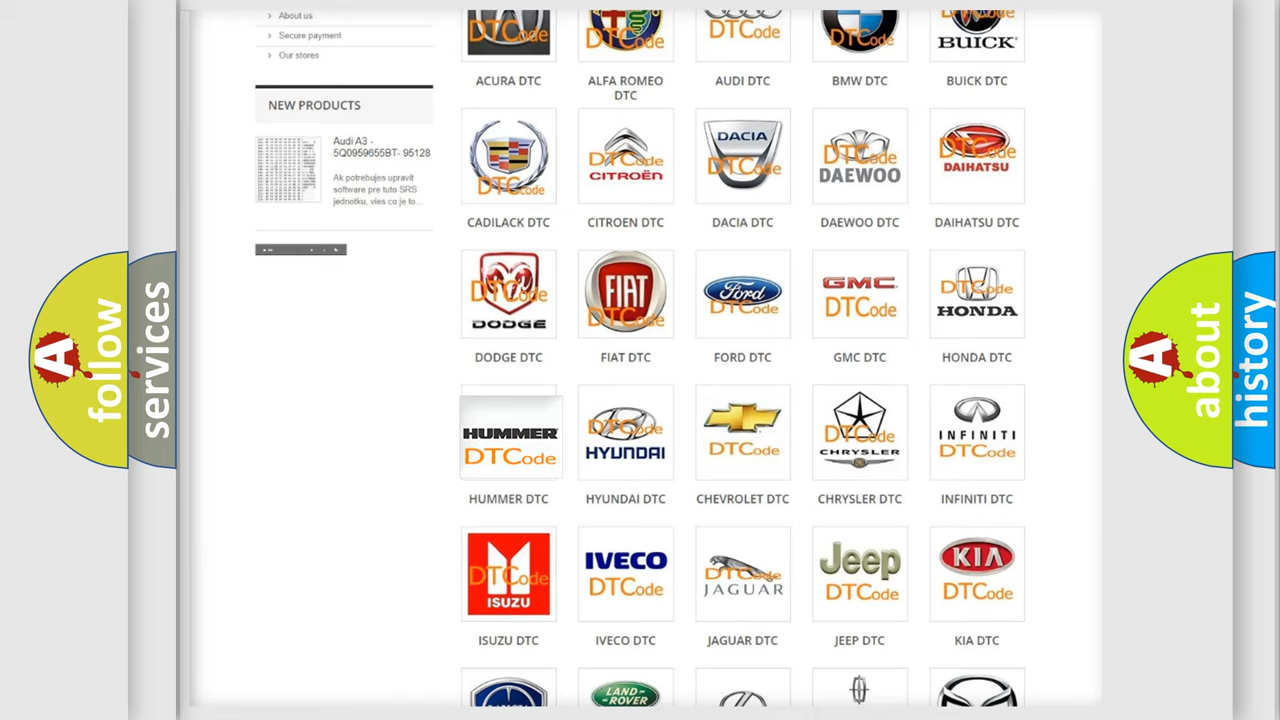 About us
Secure payment
Our stores
NEW PRODUCTS
Audi A3 -
5Q0959655BT- 95128
Ak potrebujes upravit
software pre tuto SRS
jednotku, vies co je to...
DTCode
DTCode
DTCode
DTCode
DTCode
BUICK
ACURA DTC
ALFA ROMEO
DTC
AUDI DTC
BMW DTC
BUICK DTC
DTCode
DTCode
CITROËN
DACIA
DTCode
DTCode
DAEWOO
DTCode
DAIHATSU
CADILACK DTC
CITROEN DTC
DACIA DTC
DAEWOO DTC
DAIHATSU DTC
DTCode
DODGE
FIAT
DTCode
Ford
DTCode
GMC
DTCode
DTCode
HONDA
DODGE DTC
FIAT DTC
FORD DTC
GMC DTC
HONDA DTC
HUMMER
DTCode
DTCode
HYUNDAI
DTCode
DTCode
CHRYSLER
INFINITI
DTCode
HUMMER DTC
HYUNDAI DTC
CHEVROLET DTC
CHRYSLER DTC
INFINITI DTC
DTCode
ISUZU
IVECO
DTCode
DTCode
JAGUAR
Jeep
DTCode
KIA
DTCode
ISUZU DTC
IVECO DTC
JAGUAR DTC
JEEP DTC
KIA DTC
LAND-
ROVER
A
follow
services
A
about
history